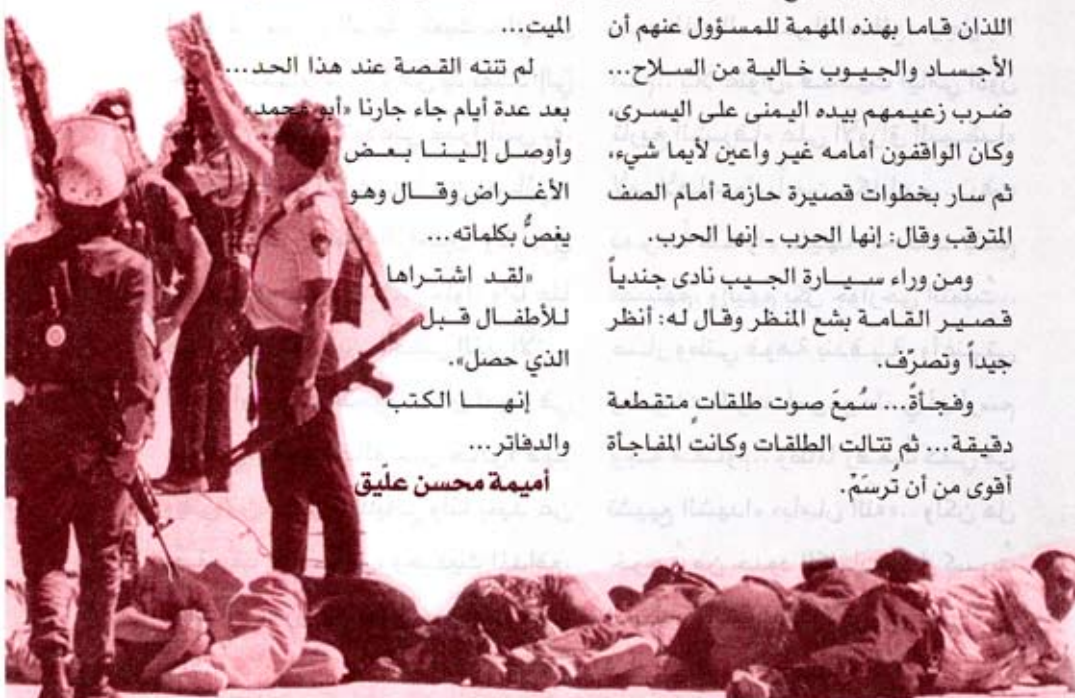 اللذان قاما بهذه المهمة للمسؤول عنهم أن
الأجساد والجيوب خالية من السلاح...
ضرب زعيمهم بيده اليمنى على اليسرى،
وكان الواقفون أمامه غير واعين لأيما شيء،
ثم سار بخطوات قصيرة حازمة أمام الصف
المترقب وقال: إنها الحرب ـ إنها الحرب.
ومن وراء سيارة الجيب نادى جندياً
قصير القامة بشع المنظر وقال له: أنظر
جيداً وتصرّف.
وفجأةً... سُمعَ صوت طلقاتٍ متقطعة
دقيقة... ثم تتالت الطلقات وكانت المفاجأة
أقوى من أن تُرسَمْ.
الميت...
لم تنته القصة عند هذا الحد...
بعد عدة أيام جاء جارنا «أبو محمد»
وأوصل إلينا بعض
الأغراض وقال وهو
يغصُّ بكلماته...
«لقد اشتراها
للأطفال قبل
الذي حصل».
إنها الكتب
والدفاتر...
أميمة محسن علّيق